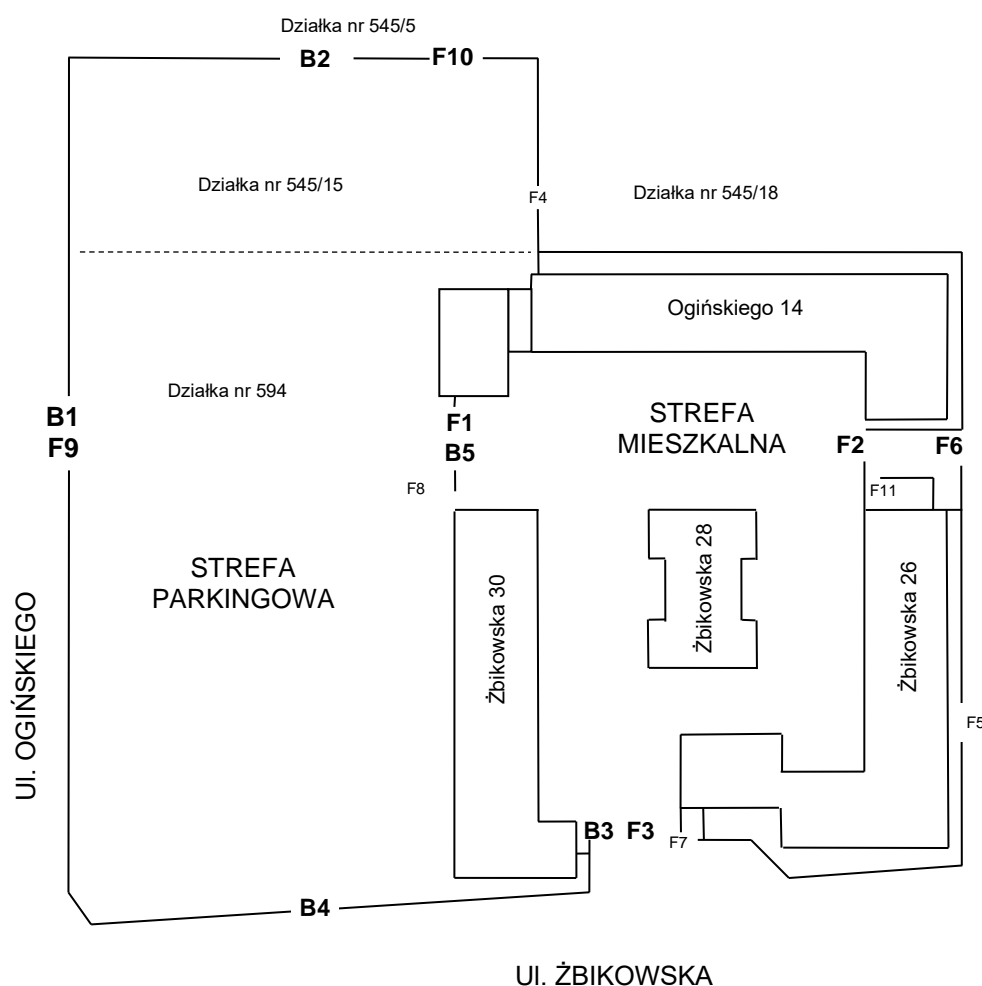 Działka nr 545/5
B2
F10
Działka nr 545/15
F4
Działka nr 545/18
Ogińskiego 14
Działka nr 594
B1
F9
F1
B5
STREFA
MIESZKALNA
F2
F6
F8
F11
STREFA
PARKINGOWA
Żbikowska 30
Żbikowska 28
Żbikowska 26
Ul. OGIŃSKIEGO
F5
B3
F3
F7
B4
Ul. ŻBIKOWSKA